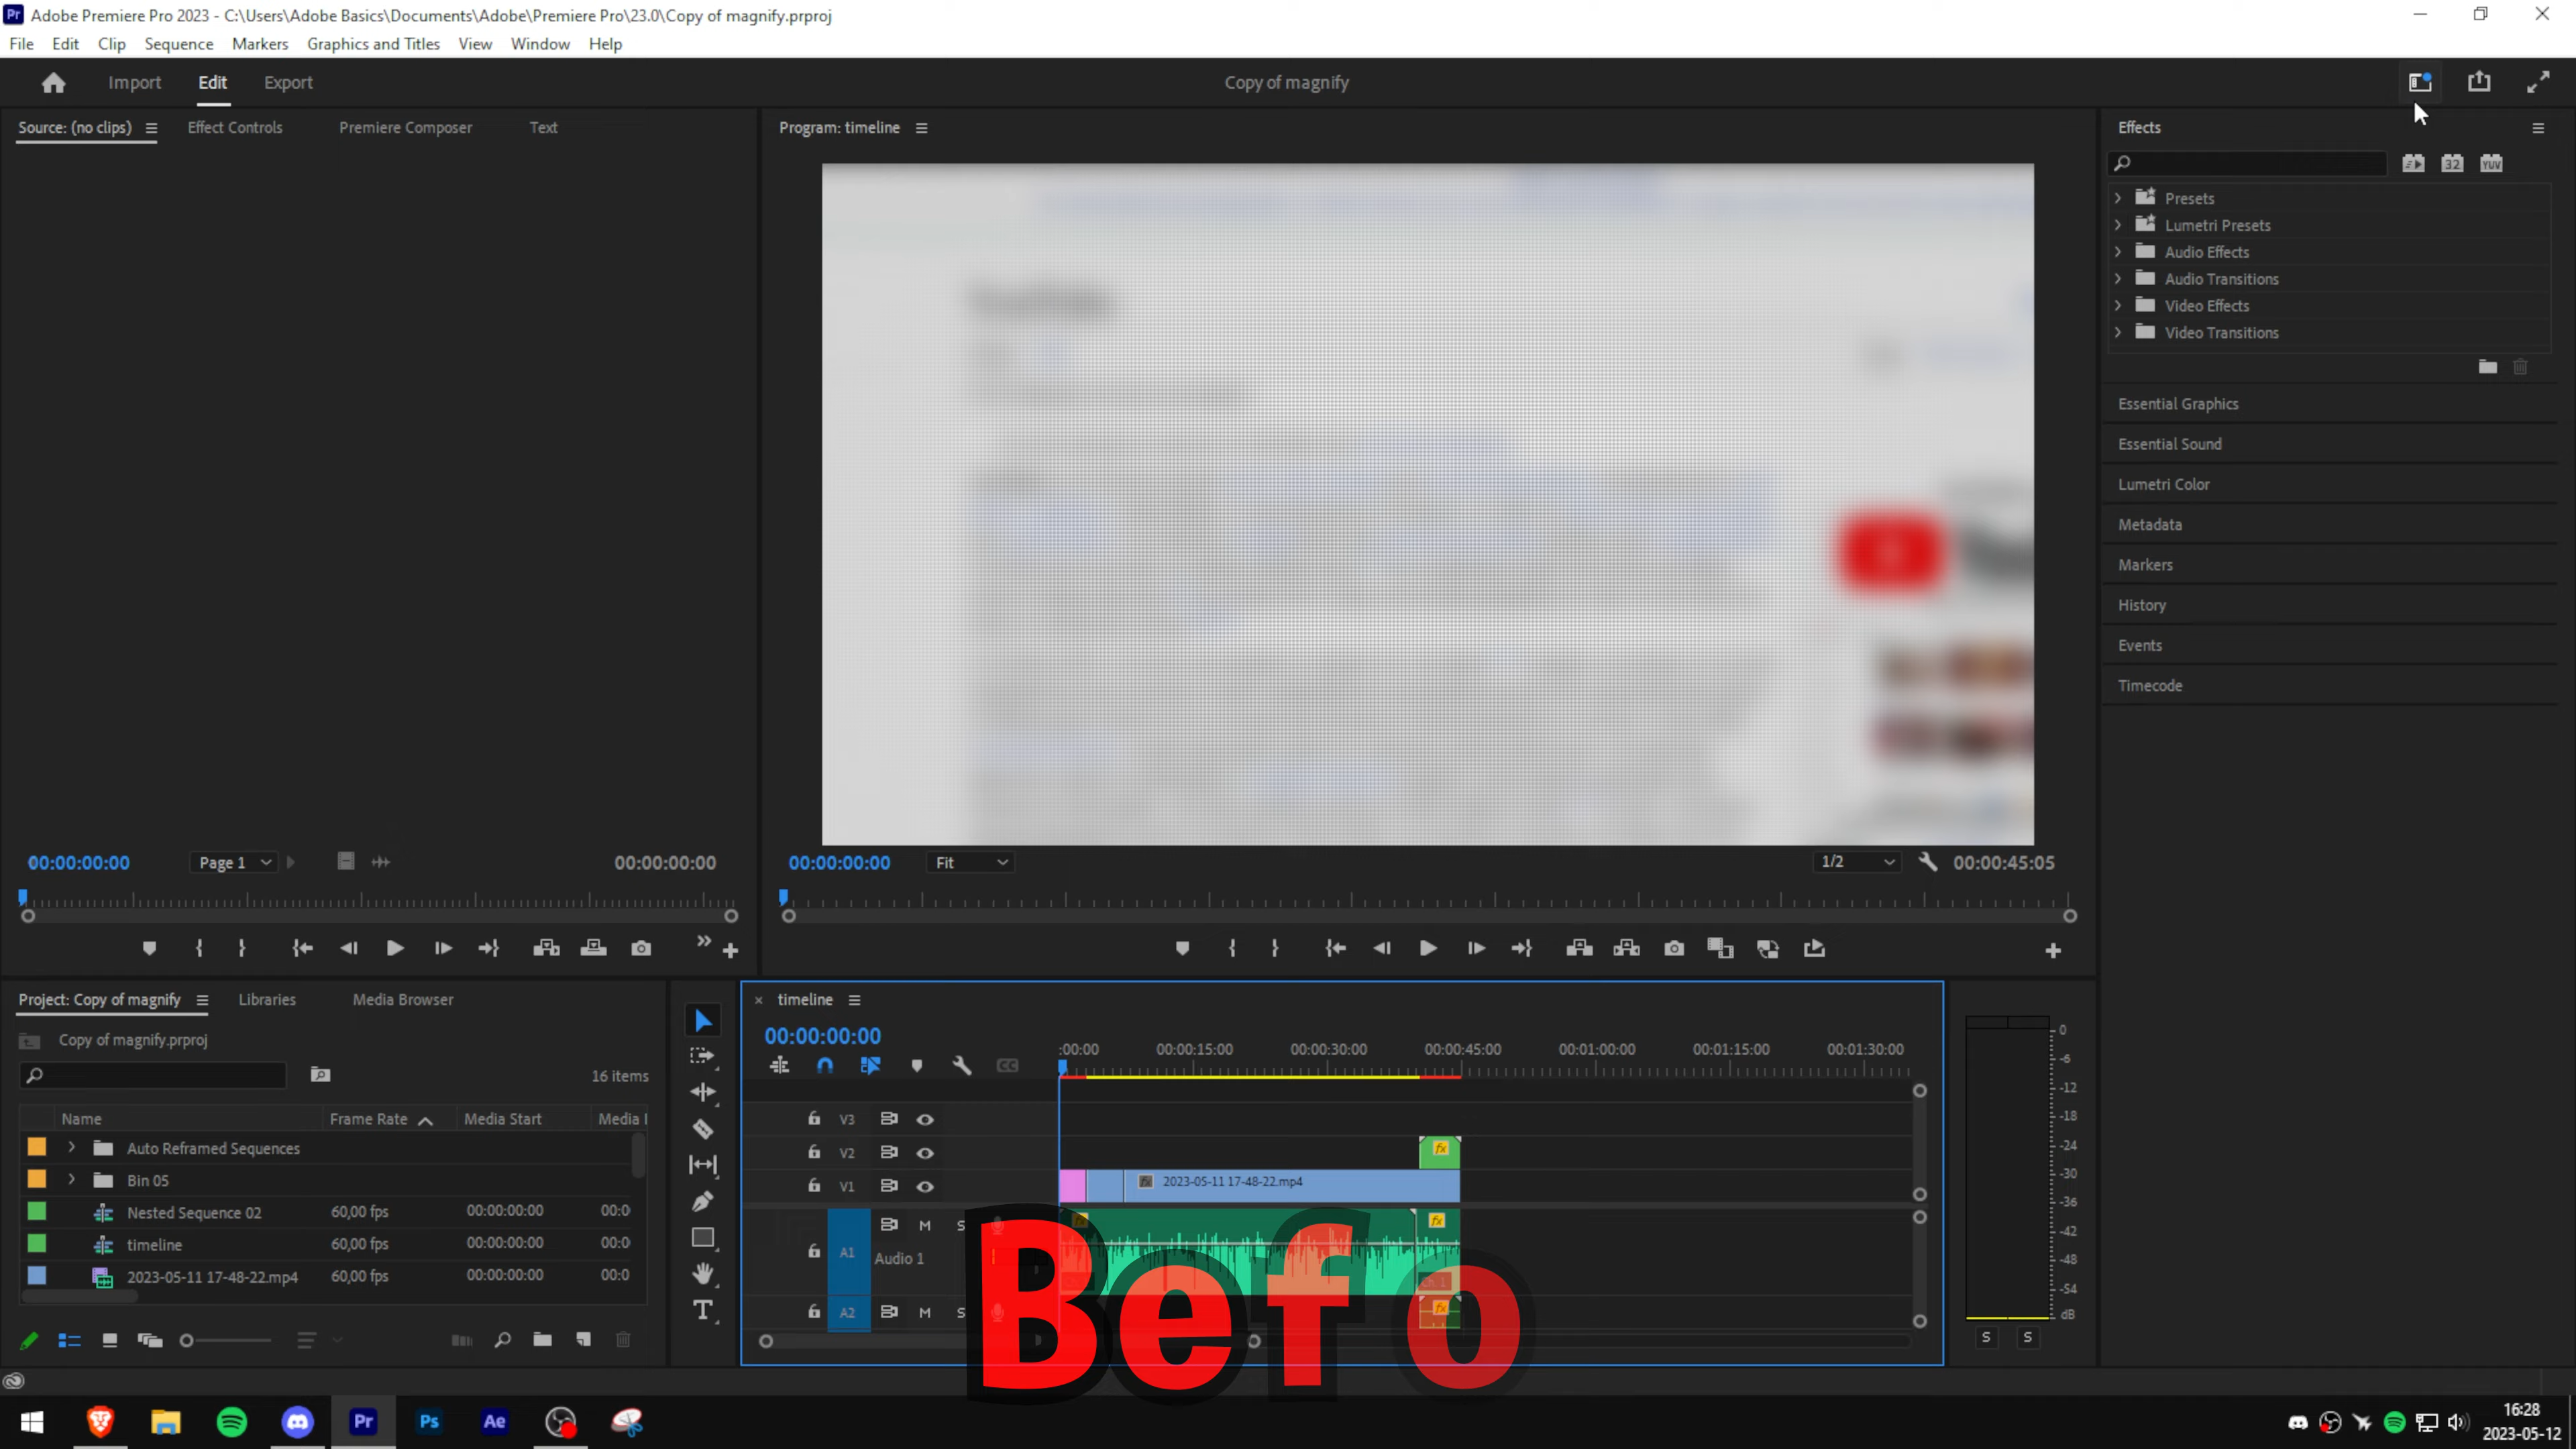 Adobe Premiere Pro 2023 - C:\Users\Adobe Basics\Documents\Adobe\Premiere Pro\23.0\Copy of magnify.prproj
File Edit Clip Sequence Markers Graphics and Titles View Window Help
Import Edit Export
Copy of magnify
Source: (no clips) Effect Controls Premiere Composer Text
Program: timeline
Effects
Presets
Lumetri Presets
Audio Effects
Audio Transitions
Video Effects
Video Transitions
Essential Graphics
Essential Sound
Lumetri Color
Metadata
Markers
History
Events
Timecode
00:00:00:00 Page 1 00:00:00:00
00:00:00:00 Fit 1/2 00:00:45:05
Project: Copy of magnify Libraries Media Browser
Copy of magnify.prproj
16 items
Name Frame Rate Media Start Media I
Auto Reframed Sequences
Bin 05
Nested Sequence 02 60,00 fps 00:00:00:00 00:0
timeline 60,00 fps 00:00:00:00 00:0
2023-05-11 17-48-22.mp4 60,00 fps 00:00:00:00 00:0
timeline
00:00:00:00
:00:00 00:00:15:00 00:00:30:00 00:00:45:00 00:01:00:00 00:01:15:00 00:01:30:00
V3
V2 fx
V1 fx 2023-05-11 17-48-22.mp4
A1 M S Audio 1 fx
Ch. 1
A2 M S fx
Befo
0
-6
-12
-18
-24
-30
-36
-42
-48
-54
dB
S S
Pr Ps Ae
16:28
2023-05-12